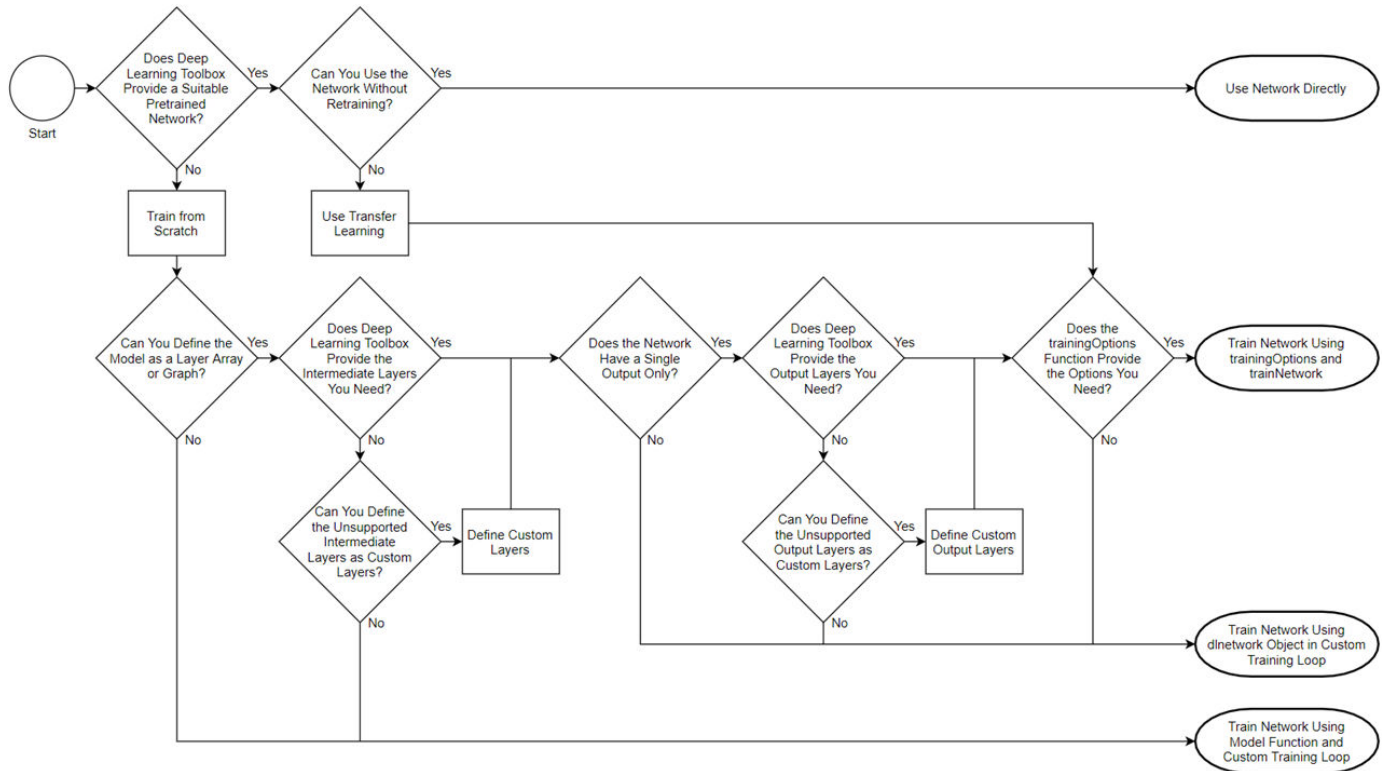 Start
Does Deep
Learning Toolbox
Provide a Suitable
Pretrained
Network?
Yes
No
Can You Use the
Network Without
Retraining?
Yes
No
Use Network Directly
Train from
Scratch
Use Transfer
Learning
Can You Define the
Model as a Layer Array
or Graph?
Yes
No
Does Deep
Learning Toolbox
Provide the
Intermediate Layers
You Need?
Yes
No
Does the Network
Have a Single
Output Only?
Yes
No
Does Deep
Learning Toolbox
Provide the
Output Layers You
Need?
Yes
No
Does the
trainingOptions
Function Provide
the Options You
Need?
Yes
No
Train Network Using
trainingOptions and
trainNetwork
Can You Define
the Unsupported
Intermediate
Layers as Custom
Layers?
Yes
No
Define Custom
Layers
Can You Define
the Unsupported
Output Layers as
Custom Layers?
Yes
No
Define Custom
Output Layers
Train Network Using
dlnetwork Object in Custom
Training Loop
Train Network Using
Model Function and
Custom Training Loop